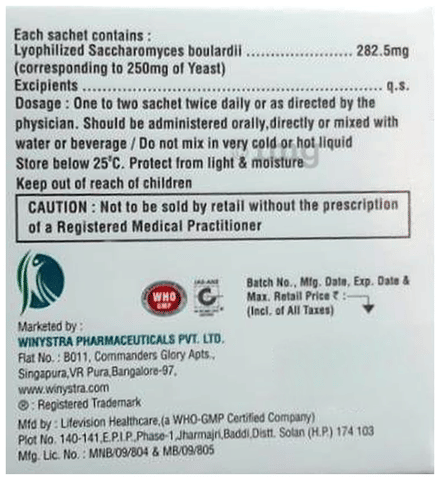 Each sachet contains :
Lyophilized Saccharomyces boulardii ..................... 282.5mg
(corresponding to 250mg of Yeast)
Excipients ............................................................ q.s.
Dosage : One to two sachet twice daily or as directed by the
physician. Should be administered orally,directly or mixed with
water or beverage / Do not mix in very cold or hot liquid
Store below 25°C. Protect from light & moisture
Keep out of reach of children
CAUTION : Not to be sold by retail without the prescription
of a Registered Medical Practitioner
WHO
GMP
JAS-ANZ
C
Batch No., Mfg. Date, Exp. Date &
Max. Retail Price ₹ :
(Incl. of All Taxes)
Marketed by :
WINYSTRA PHARMACEUTICALS PVT. LTD.
Flat No. : B011, Commanders Glory Apts.,
Singapura,VR Pura,Bangalore-97,
www.winystra.com
® : Registered Trademark
Mfd by : Lifevision Healthcare,(a WHO-GMP Certified Company)
Plot No. 140-141,E.P.I.P.,Phase-1,Jharmajri,Baddi,Distt. Solan (H.P.) 174 103
Mfg. Lic. No. : MNB/09/804 & MB/09/805